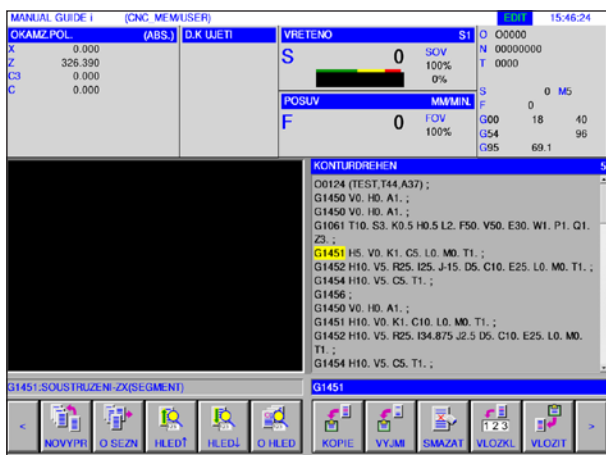 MANUAL GUIDE i (CNC_MEM/USER) EDIT 15:46:24
OKAMZ.POL. (ABS.) D.K UJETI VRETENO S1
X 0.000
Z 326.390
C3 0.000
C 0.000
S 0 SOV
100%
0%
POSUV MM/MIN.
F 0 FOV
100%
O O0000
N 00000000
T 0000
S 0 M5
F 0
G00 18 40
G54 96
G95 69.1
KONTURDREHEN 5
O0124 (TEST,T44,A37) ;
G1450 V0. H0. A1. ;
G1450 V0. H0. A1. ;
G1061 T10. S3. K0.5 H0.5 L2. F50. V50. E30. W1. P1. Q1.
Z3. ;
G1451 H5. V0. K1. C5. L0. M0. T1. ;
G1452 H10. V5. R25. I25. J-15. D5. C10. E25. L0. M0. T1. ;
G1454 H10. V5. C5. T1. ;
G1456 ;
G1450 V0. H0. A1. ;
G1451 H10. V0. K1. C10. L0. M0. T1. ;
G1452 H10. V5. R25. I34.875 J2.5 D5. C10. E25. L0. M0.
T1. ;
G1454 H10. V5. C5. T1. ;
G1451:SOUSTRUZENI-ZX(SEGMENT) G1451
< NOVYPR O SEZN HLED↑ HLED↓ O HLED KOPIE VYJMI SMAZAT VLOZKL VLOZIT >